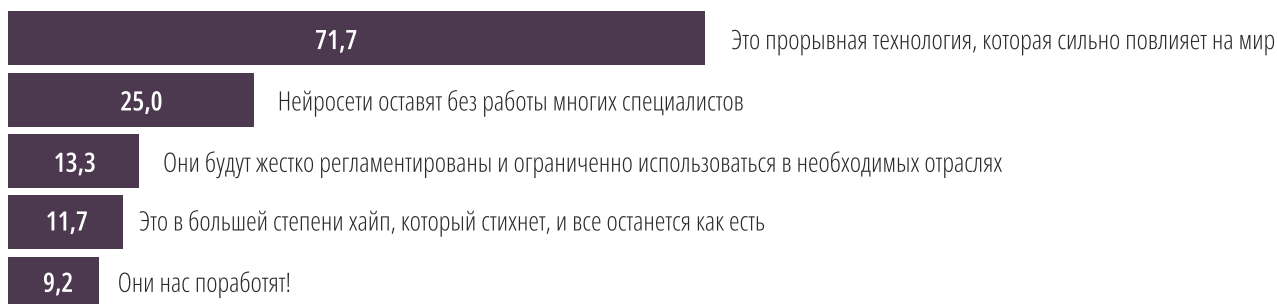 71,7 Это прорывная технология, которая сильно повлияет на мир
25,0 Нейросети оставят без работы многих специалистов
13,3 Они будут жестко регламентированы и ограниченно использоваться в необходимых отраслях
11,7 Это в большей степени хайп, который стихнет, и все останется как есть
9,2 Они нас поработят!